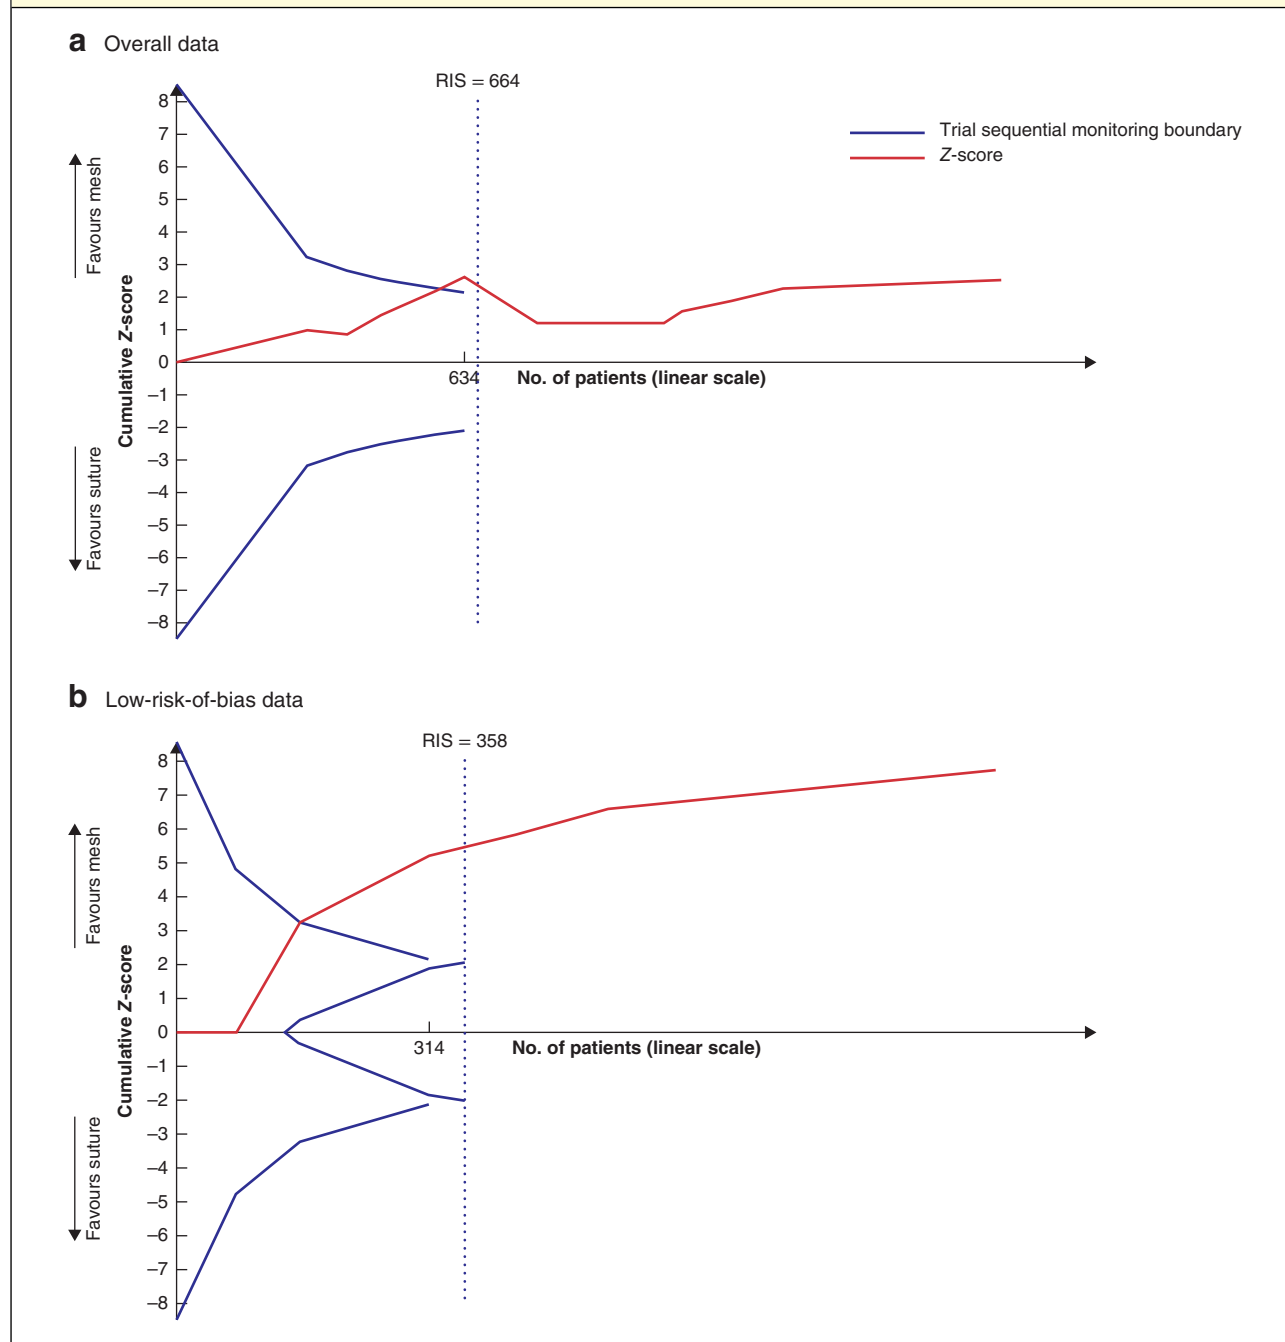 a Overall data
RIS = 664
Trial sequential monitoring boundary
Z-score
8
7
6
5
4
3
2
1
0
–1
–2
–3
–4
–5
–6
–7
–8
Favours mesh
Cumulative Z-score
Favours suture
634
No. of patients (linear scale)
b Low-risk-of-bias data
RIS = 358
8
7
6
5
4
3
2
1
0
–1
–2
–3
–4
–5
–6
–7
–8
Favours mesh
Cumulative Z-score
Favours suture
314
No. of patients (linear scale)